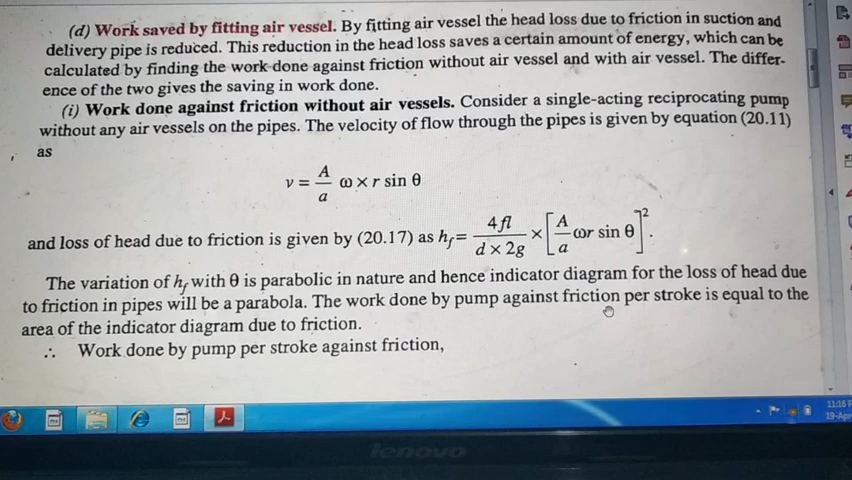 (d) Work saved by fitting air vessel. By fitting air vessel the head loss due to friction in suction and
delivery pipe is reduced. This reduction in the head loss saves a certain amount of energy, which can be
calculated by finding the work done against friction without air vessel and with air vessel. The differ-
ence of the two gives the saving in work done.
(i) Work done against friction without air vessels. Consider a single-acting reciprocating pump
without any air vessels on the pipes. The velocity of flow through the pipes is given by equation (20.11)
as
v = A/a ω × r sin θ
and loss of head due to friction is given by (20.17) as h_f = 4fl/(d × 2g) × [A/a ωr sin θ]².
The variation of h_f with θ is parabolic in nature and hence indicator diagram for the loss of head due
to friction in pipes will be a parabola. The work done by pump against friction per stroke is equal to the
area of the indicator diagram due to friction.
∴ Work done by pump per stroke against friction,
11:16
19-Apr
lenovo